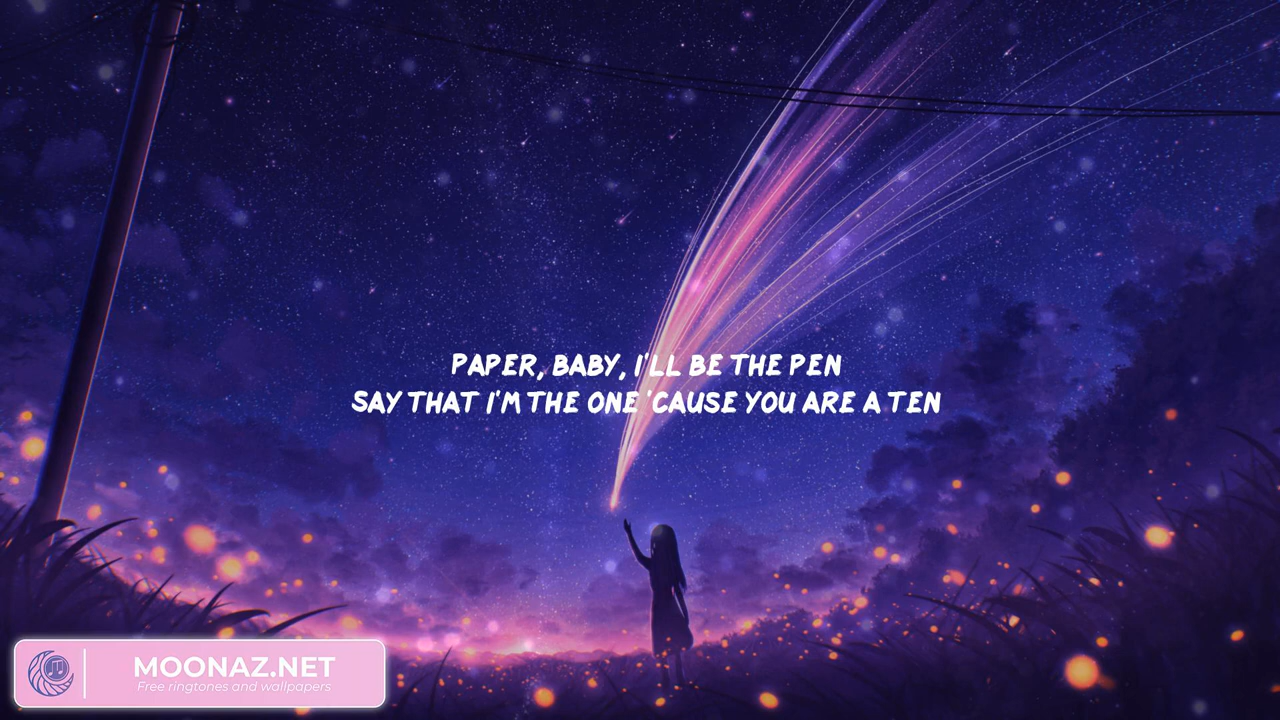 PAPER, BABY, I'LL BE THE PEN
SAY THAT I'M THE ONE 'CAUSE YOU ARE A TEN
MOONAZ.NET
Free ringtones and wallpapers